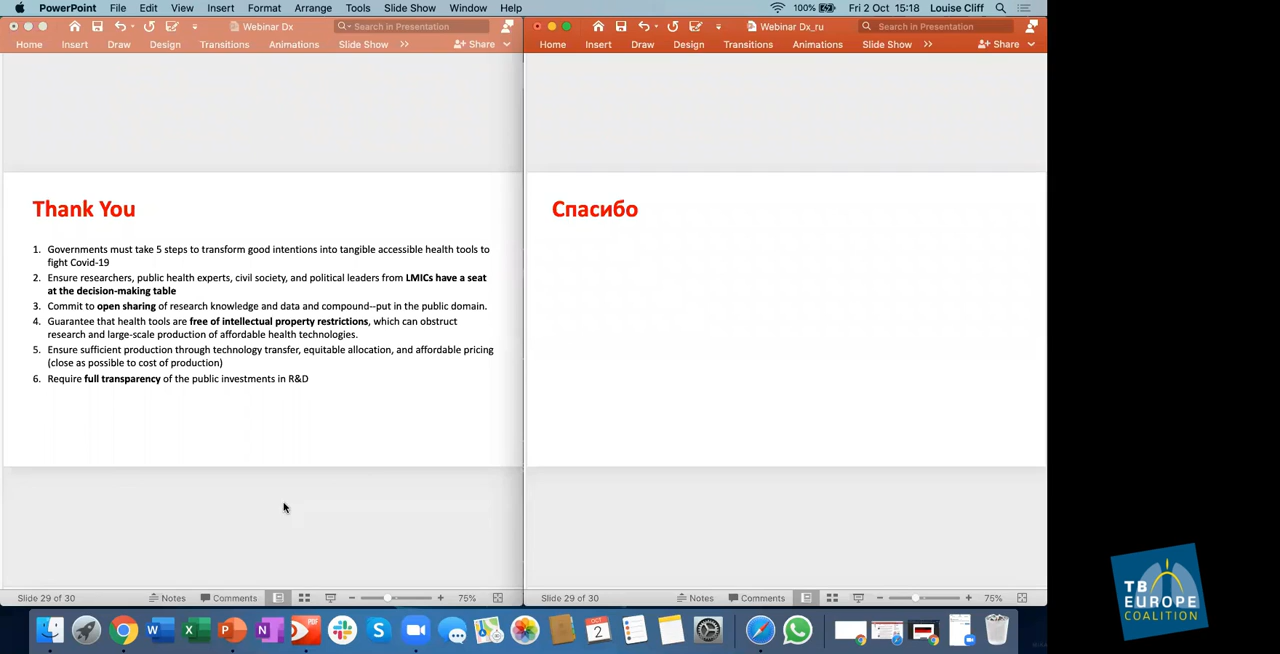 PowerPoint File Edit View Insert Format Arrange Tools Slide Show Window Help 100% Fri 2 Oct 15:18 Louise Cliff
Webinar Dx Search in Presentation
Home Insert Draw Design Transitions Animations Slide Show Share
Thank You
1. Governments must take 5 steps to transform good intentions into tangible accessible health tools to
fight Covid-19
2. Ensure researchers, public health experts, civil society, and political leaders from LMICs have a seat
at the decision-making table
3. Commit to open sharing of research knowledge and data and compound--put in the public domain.
4. Guarantee that health tools are free of intellectual property restrictions, which can obstruct
research and large-scale production of affordable health technologies.
5. Ensure sufficient production through technology transfer, equitable allocation, and affordable pricing
(close as possible to cost of production)
6. Require full transparency of the public investments in R&D
Slide 29 of 30 Notes Comments 75%
Webinar Dx_ru Search in Presentation
Home Insert Draw Design Transitions Animations Slide Show Share
Спасибо
Slide 29 of 30 Notes Comments 75%
OCT
2
TB
EUROPE
COALITION